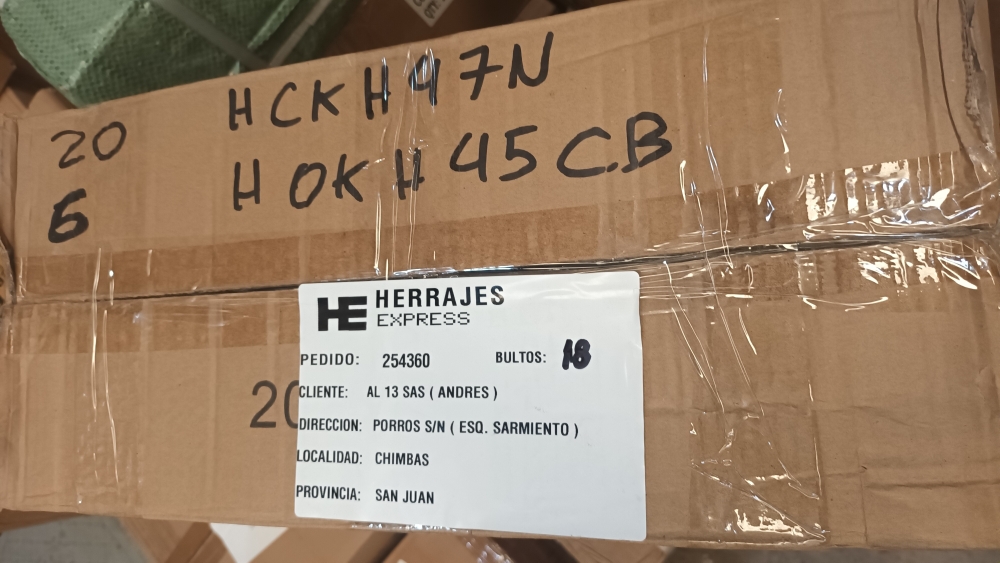 20 HCKH97N
6 HOKH45C.B
HE HERRAJES
EXPRESS
PEDIDO: 254360 BULTOS: 18
CLIENTE: AL 13 SAS ( ANDRES )
20
DIRECCION: PORROS S/N ( ESQ. SARMIENTO )
LOCALIDAD: CHIMBAS
PROVINCIA: SAN JUAN